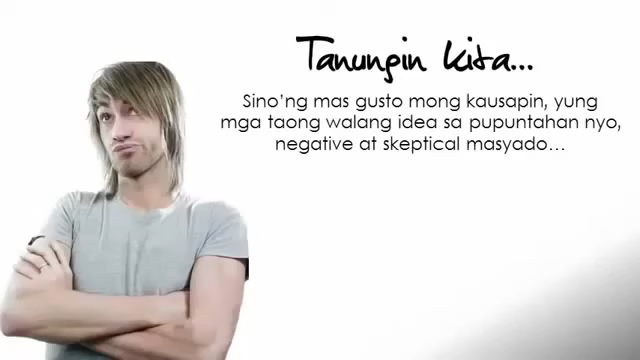 Tanungin kita...
Sino'ng mas gusto mong kausapin, yung
mga taong walang idea sa pupuntahan nyo,
negative at skeptical masyado...